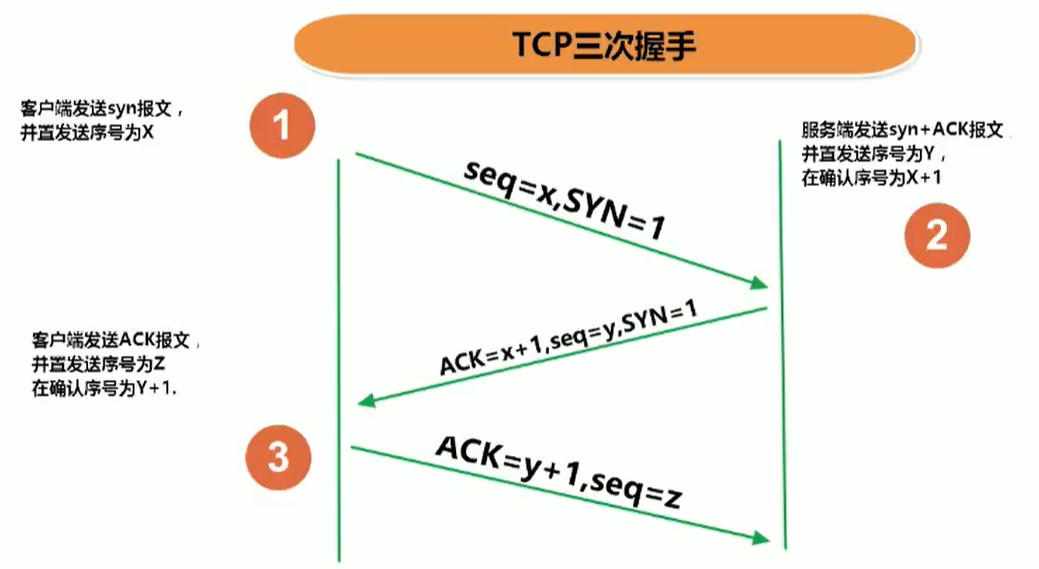 TCP三次握手
客户端发送syn报文，
并置发送序号为X
1
服务端发送syn+ACK报文
并置发送序号为Y，
在确认序号为X+1
2
seq=x,SYN=1
ACK=x+1,seq=y,SYN=1
客户端发送ACK报文，
并置发送序号为Z
在确认序号为Y+1.
3
ACK=y+1,seq=z